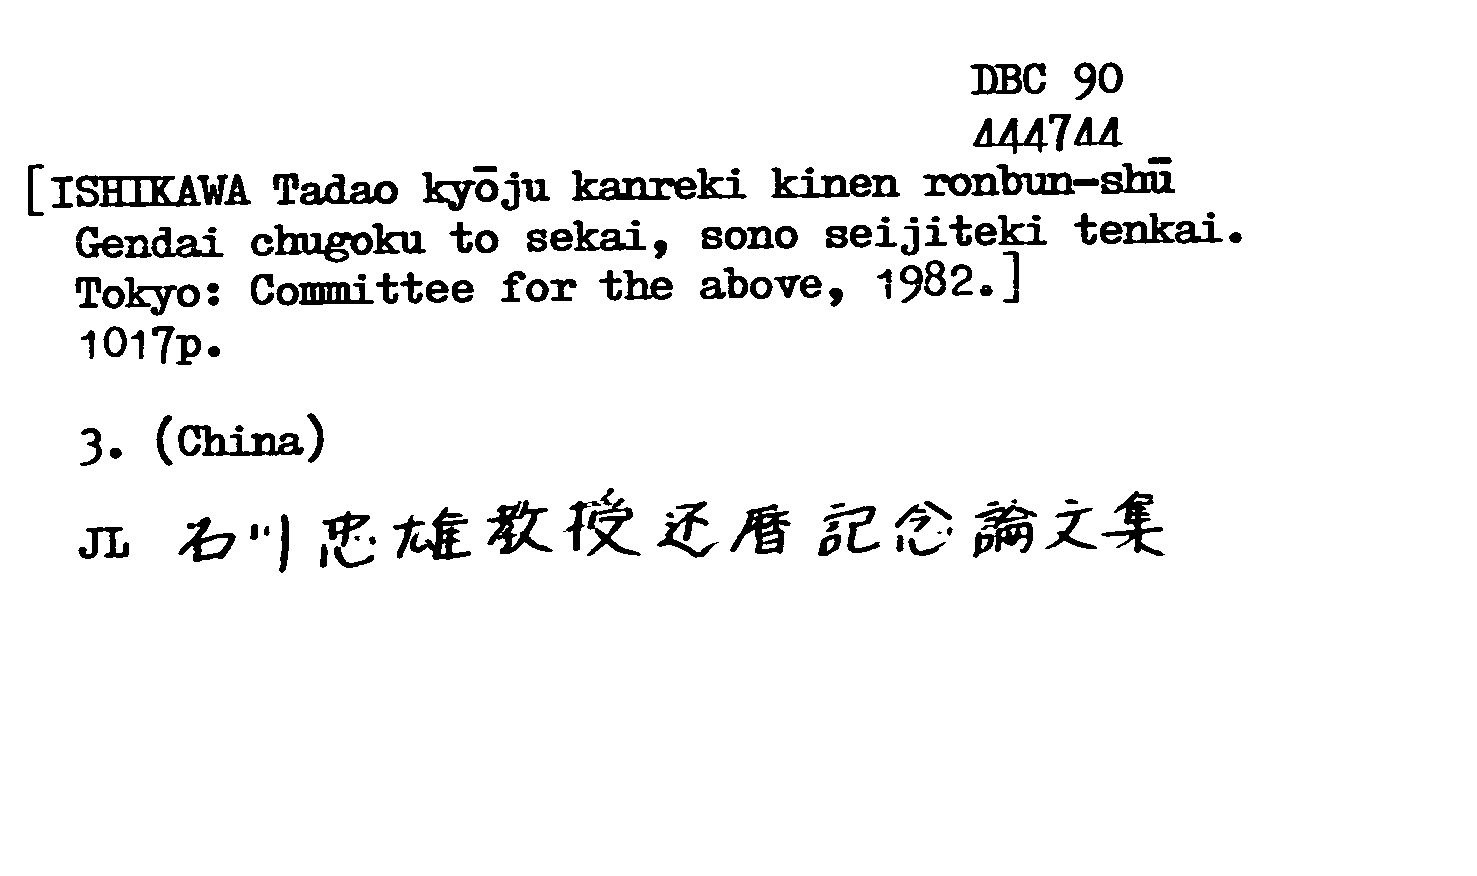 DBC 90
444744
[ISHIKAWA Tadao kyōju kanreki kinen ronbun-shū
Gendai chugoku to sekai, sono seijiteki tenkai.
Tokyo: Committee for the above, 1982.]
1017p.
3. (China)
JL 石川忠雄教授还暦記念論文集